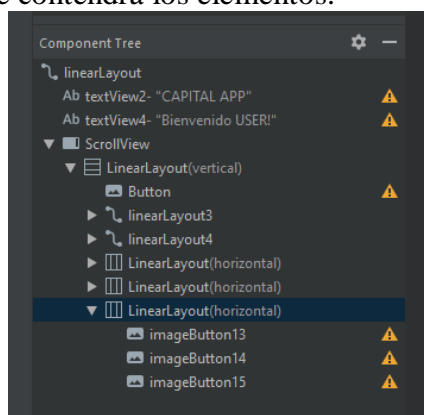 e contendrá los elementos.
Component Tree
linearLayout
Ab textView2- "CAPITAL APP"
Ab textView4- "Bienvenido USER!"
ScrollView
LinearLayout(vertical)
Button
linearLayout3
linearLayout4
LinearLayout(horizontal)
LinearLayout(horizontal)
LinearLayout(horizontal)
imageButton13
imageButton14
imageButton15